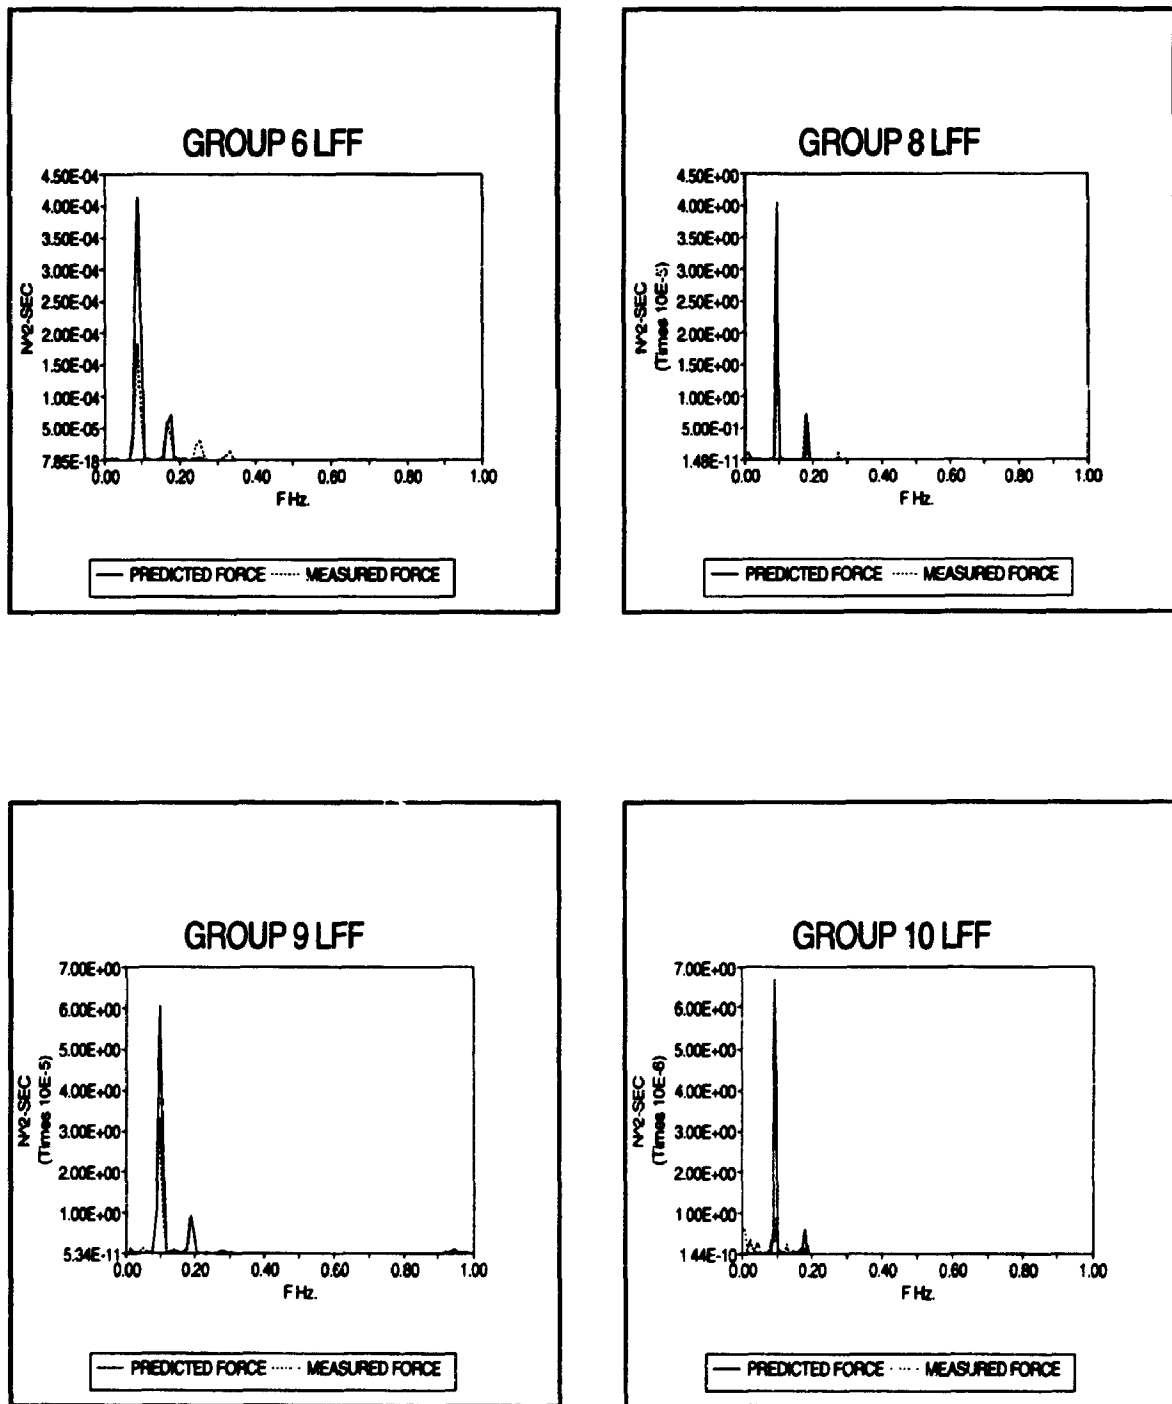 GROUP 6 LFF
4.50E-04
4.00E-04
3.50E-04
3.00E-04
2.50E-04
2.00E-04
1.50E-04
1.00E-04
5.00E-05
7.85E-18
N^2-SEC
0.00 0.20 0.40 0.60 0.80 1.00
F Hz.
PREDICTED FORCE MEASURED FORCE
GROUP 8 LFF
4.50E+00
4.00E+00
3.50E+00
3.00E+00
2.50E+00
2.00E+00
1.50E+00
1.00E+00
5.00E-01
1.48E-11
N^2-SEC
(Times 10E-5)
0.00 0.20 0.40 0.60 0.80 1.00
F Hz.
PREDICTED FORCE MEASURED FORCE
GROUP 9 LFF
7.00E+00
6.00E+00
5.00E+00
4.00E+00
3.00E+00
2.00E+00
1.00E+00
5.34E-11
N^2-SEC
(Times 10E-5)
0.00 0.20 0.40 0.60 0.80 1.00
F Hz.
PREDICTED FORCE MEASURED FORCE
GROUP 10 LFF
7.00E+00
6.00E+00
5.00E+00
4.00E+00
3.00E+00
2.00E+00
1 00E+00
1 44E-10
N^2-SEC
(Times 10E-6)
0.00 0.20 0.40 0.60 0.80 1.00
F Hz.
PREDICTED FORCE MEASURED FORCE